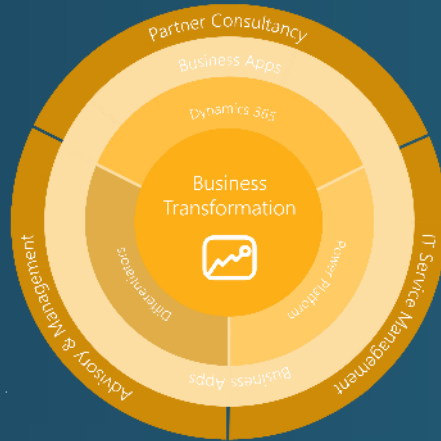 Partner Consultancy
Business Apps
Dynamics 365
Business
Transformation
Differentiators
Power Platform
Advisory & Management
IT Service Management
Business Apps